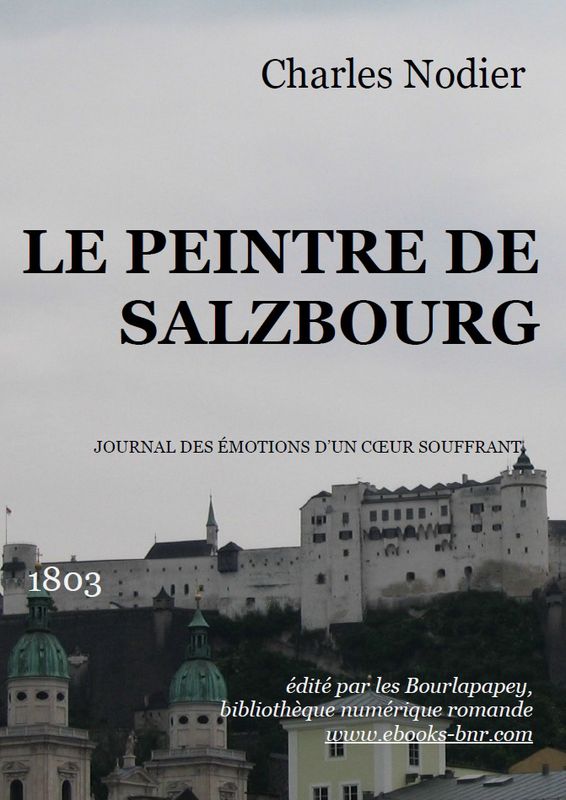 Charles Nodier
LE PEINTRE DE
SALZBOURG
JOURNAL DES ÉMOTIONS D'UN CŒUR SOUFFRANT
1803
édité par les Bourlapapey,
bibliothèque numérique romande
www.ebooks-bnr.com